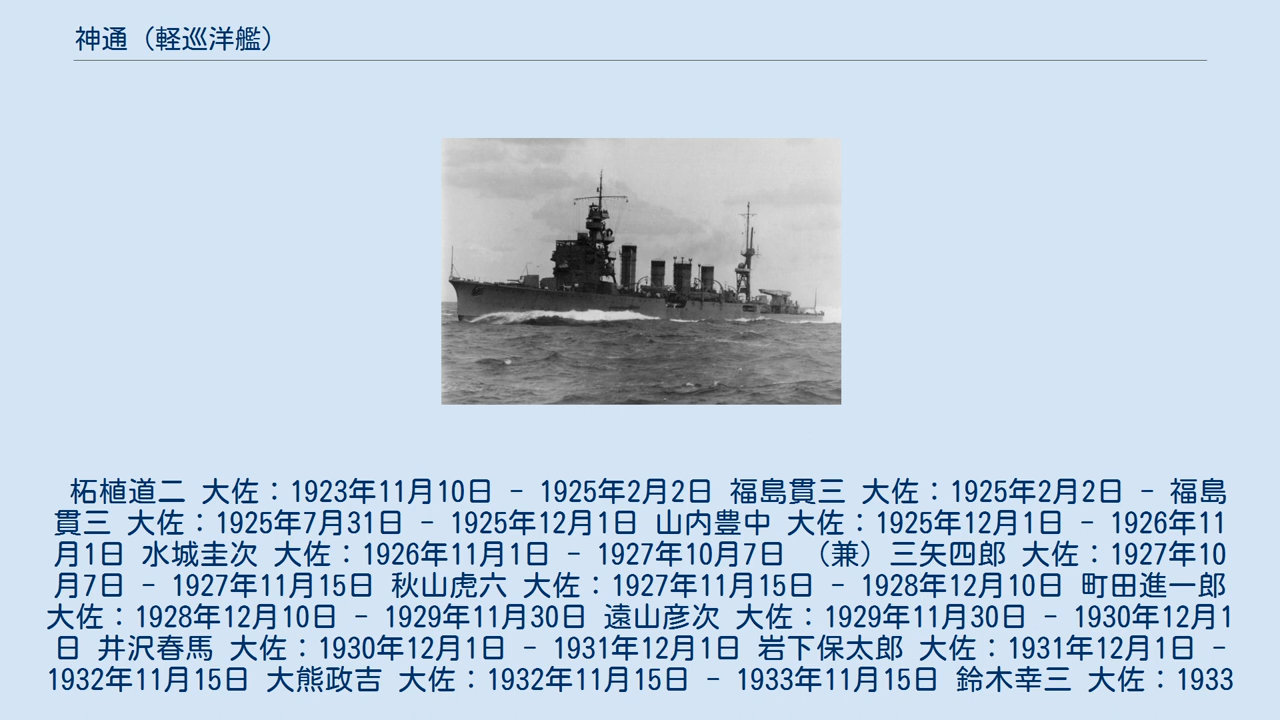 神通（軽巡洋艦）
柘植道二 大佐：1923年11月10日 - 1925年2月2日 福島貫三 大佐：1925年2月2日 - 福島
貫三 大佐：1925年7月31日 - 1925年12月1日 山内豊中 大佐：1925年12月1日 - 1926年11
月1日 水城圭次 大佐：1926年11月1日 - 1927年10月7日 （兼）三矢四郎 大佐：1927年10
月7日 - 1927年11月15日 秋山虎六 大佐：1927年11月15日 - 1928年12月10日 町田進一郎
大佐：1928年12月10日 - 1929年11月30日 遠山彦次 大佐：1929年11月30日 - 1930年12月1
日 井沢春馬 大佐：1930年12月1日 - 1931年12月1日 岩下保太郎 大佐：1931年12月1日 -
1932年11月15日 大熊政吉 大佐：1932年11月15日 - 1933年11月15日 鈴木幸三 大佐：1933